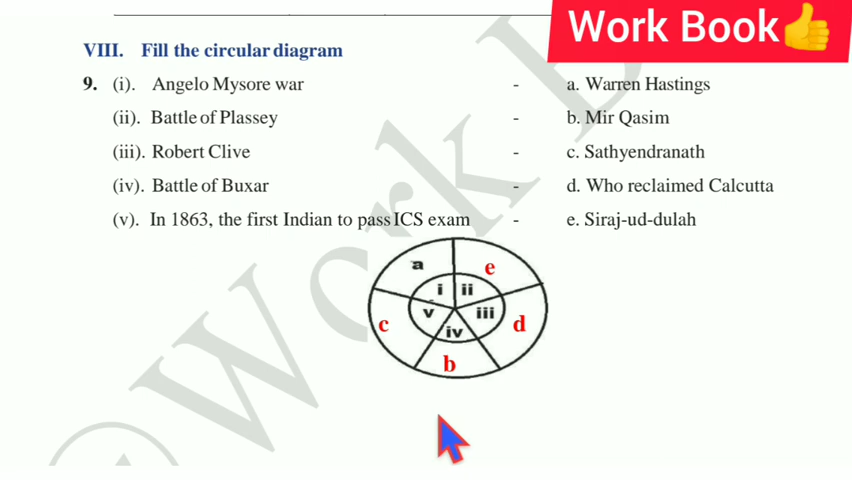 Work Book👍
VIII. Fill the circular diagram
9. (i). Angelo Mysore war - a. Warren Hastings
(ii). Battle of Plassey - b. Mir Qasim
(iii). Robert Clive - c. Sathyendranath
(iv). Battle of Buxar - d. Who reclaimed Calcutta
(v). In 1863, the first Indian to pass ICS exam - e. Siraj-ud-dulah
a e
i ii
v iii
c d
iv
b